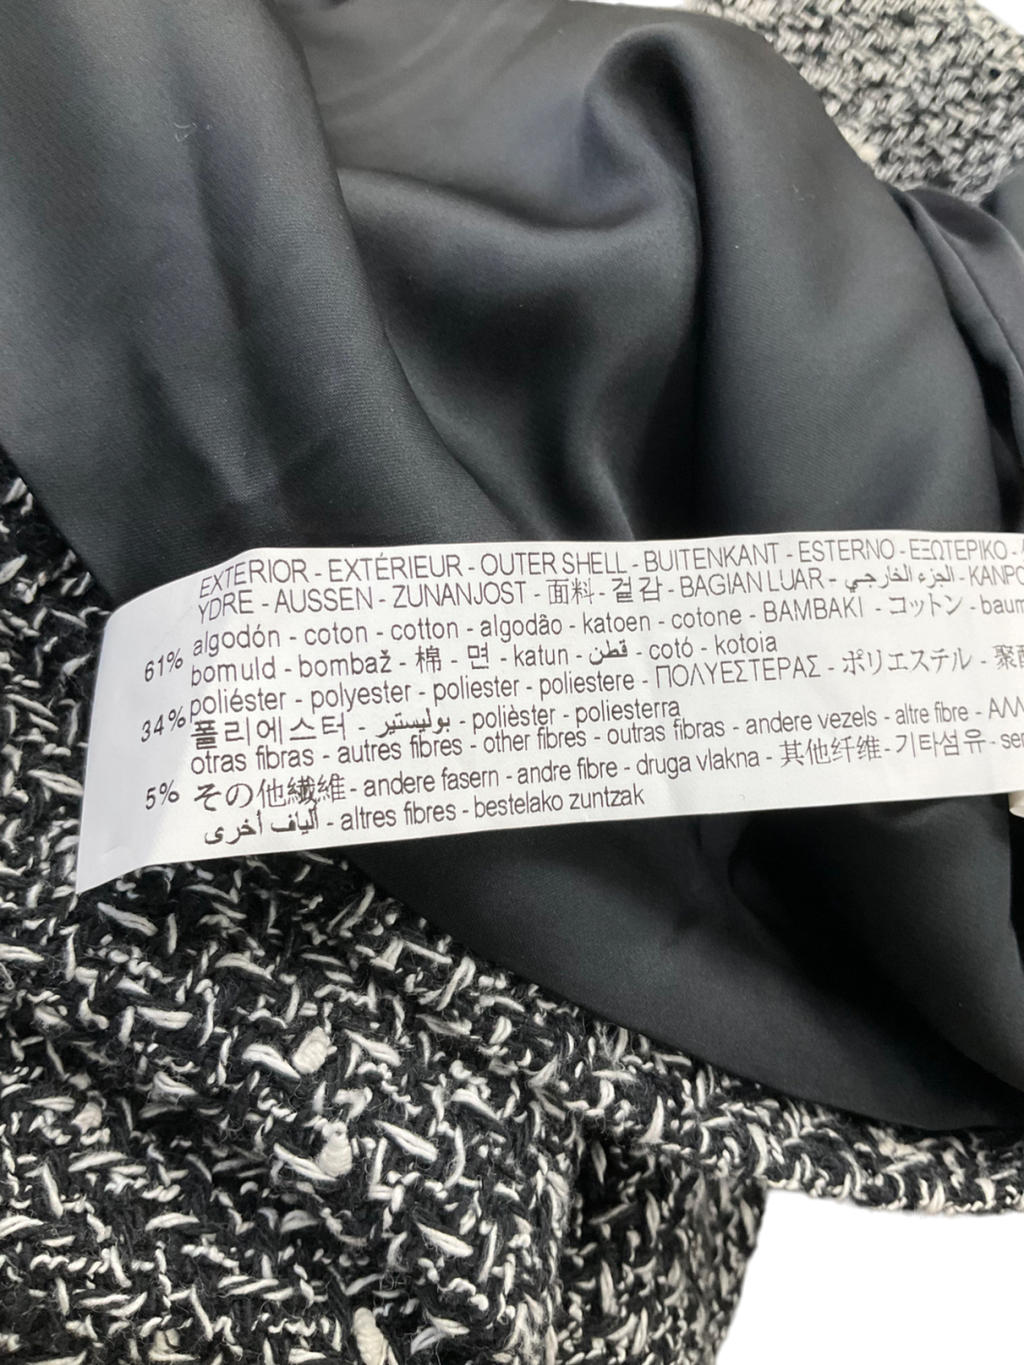 EXTERIOR - EXTÉRIEUR - OUTER SHELL - BUITENKANT - ESTERNO - ΕΞΩΤΕΡΙΚΟ -
YDRE - AUSSEN - ZUNANJOST - 面料 - 겉감 - BAGIAN LUAR - الجزء الخارجي - KANPO
61% algodón - coton - cotton - algodão - katoen - cotone - ΒΑΜΒΑΚΙ - コットン - baum
bomuld - bombaž - 棉 - 면 - katun - قطن - cotó - kotoia
34% poliéster - polyester - poliester - poliestere - ΠΟΛΥΕΣΤΕΡΑΣ - ポリエステル - 聚酯
폴리에스터 - بوليستير - polièster - poliesterra
5% otras fibras - autres fibres - other fibres - outras fibras - andere vezels - altre fibre - ΑΛΛ
その他繊維 - andere fasern - andre fibre - druga vlakna - 其他纤维 - 기타섬유 - ser
ألياف أخرى - altres fibres - bestelako zuntzak